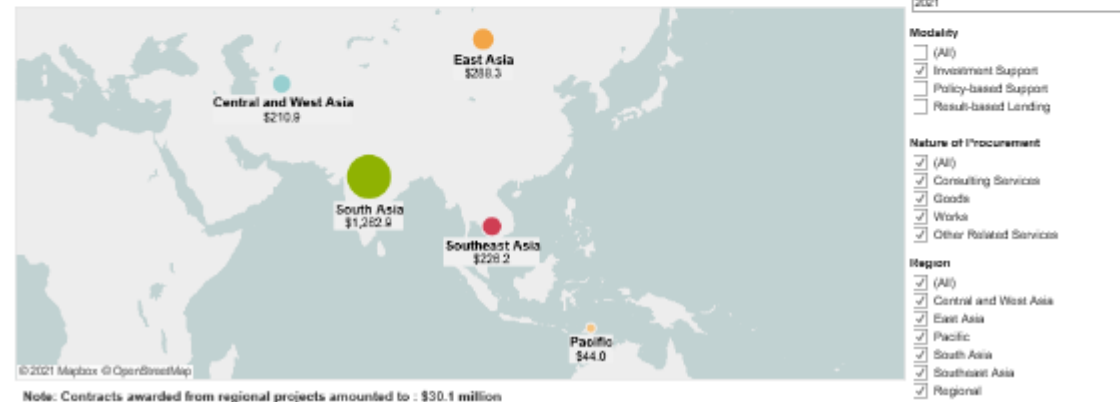 2021
East Asia
$288.3
Central and West Asia
$210.9
South Asia
$1,262.9
Southeast Asia
$226.2
Pacific
$44.0
© 2021 Mapbox © OpenStreetMap
Note: Contracts awarded from regional projects amounted to : $30.1 million
Modality
(All)
Investment Support
Policy-based Support
Result-based Lending
Nature of Procurement
(All)
Consulting Services
Goods
Works
Other Related Services
Region
(All)
Central and West Asia
East Asia
Pacific
South Asia
Southeast Asia
Regional